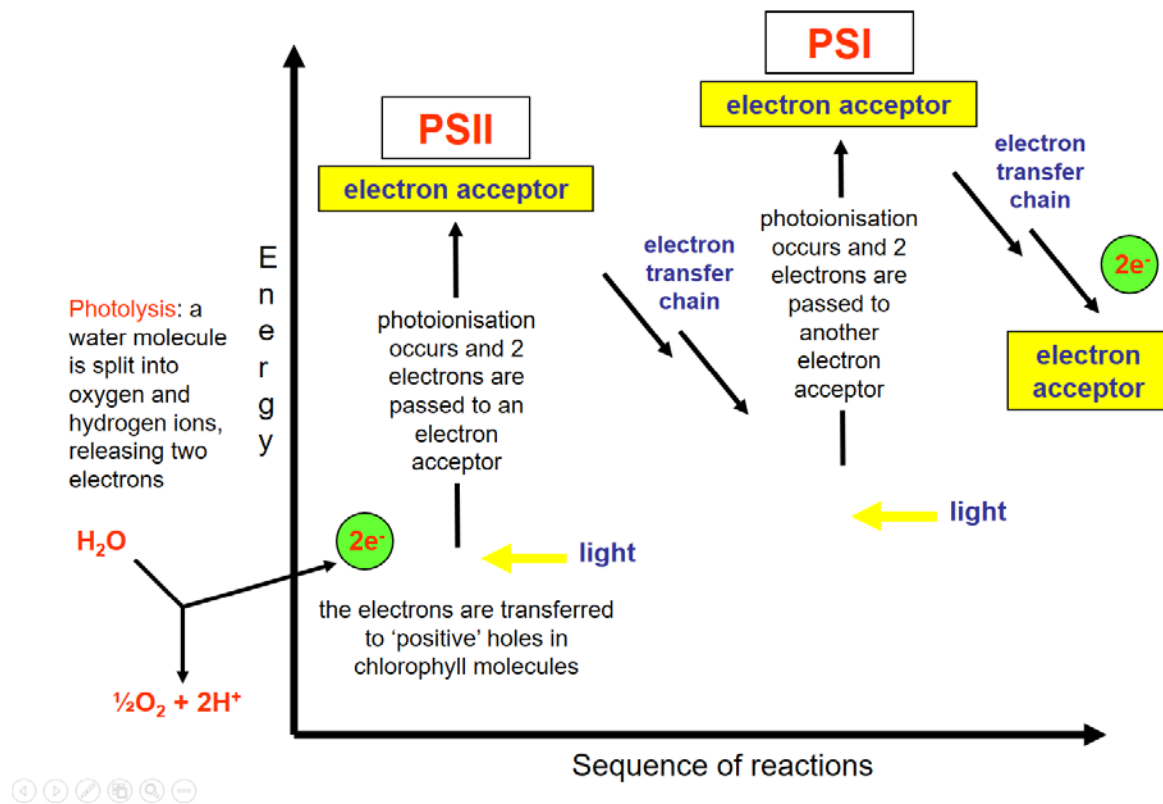 PSI
electron acceptor
PSII
electron acceptor
electron
transfer
chain
photoionisation
occurs and 2
electrons are
passed to
another
electron
acceptor
electron
transfer
chain
2e⁻
electron
acceptor
Energy
Photolysis: a
water molecule
is split into
oxygen and
hydrogen ions,
releasing two
electrons
photoionisation
occurs and 2
electrons are
passed to an
electron
acceptor
light
H₂O
2e⁻
light
the electrons are transferred
to ‘positive’ holes in
chlorophyll molecules
½O₂ + 2H⁺
Sequence of reactions